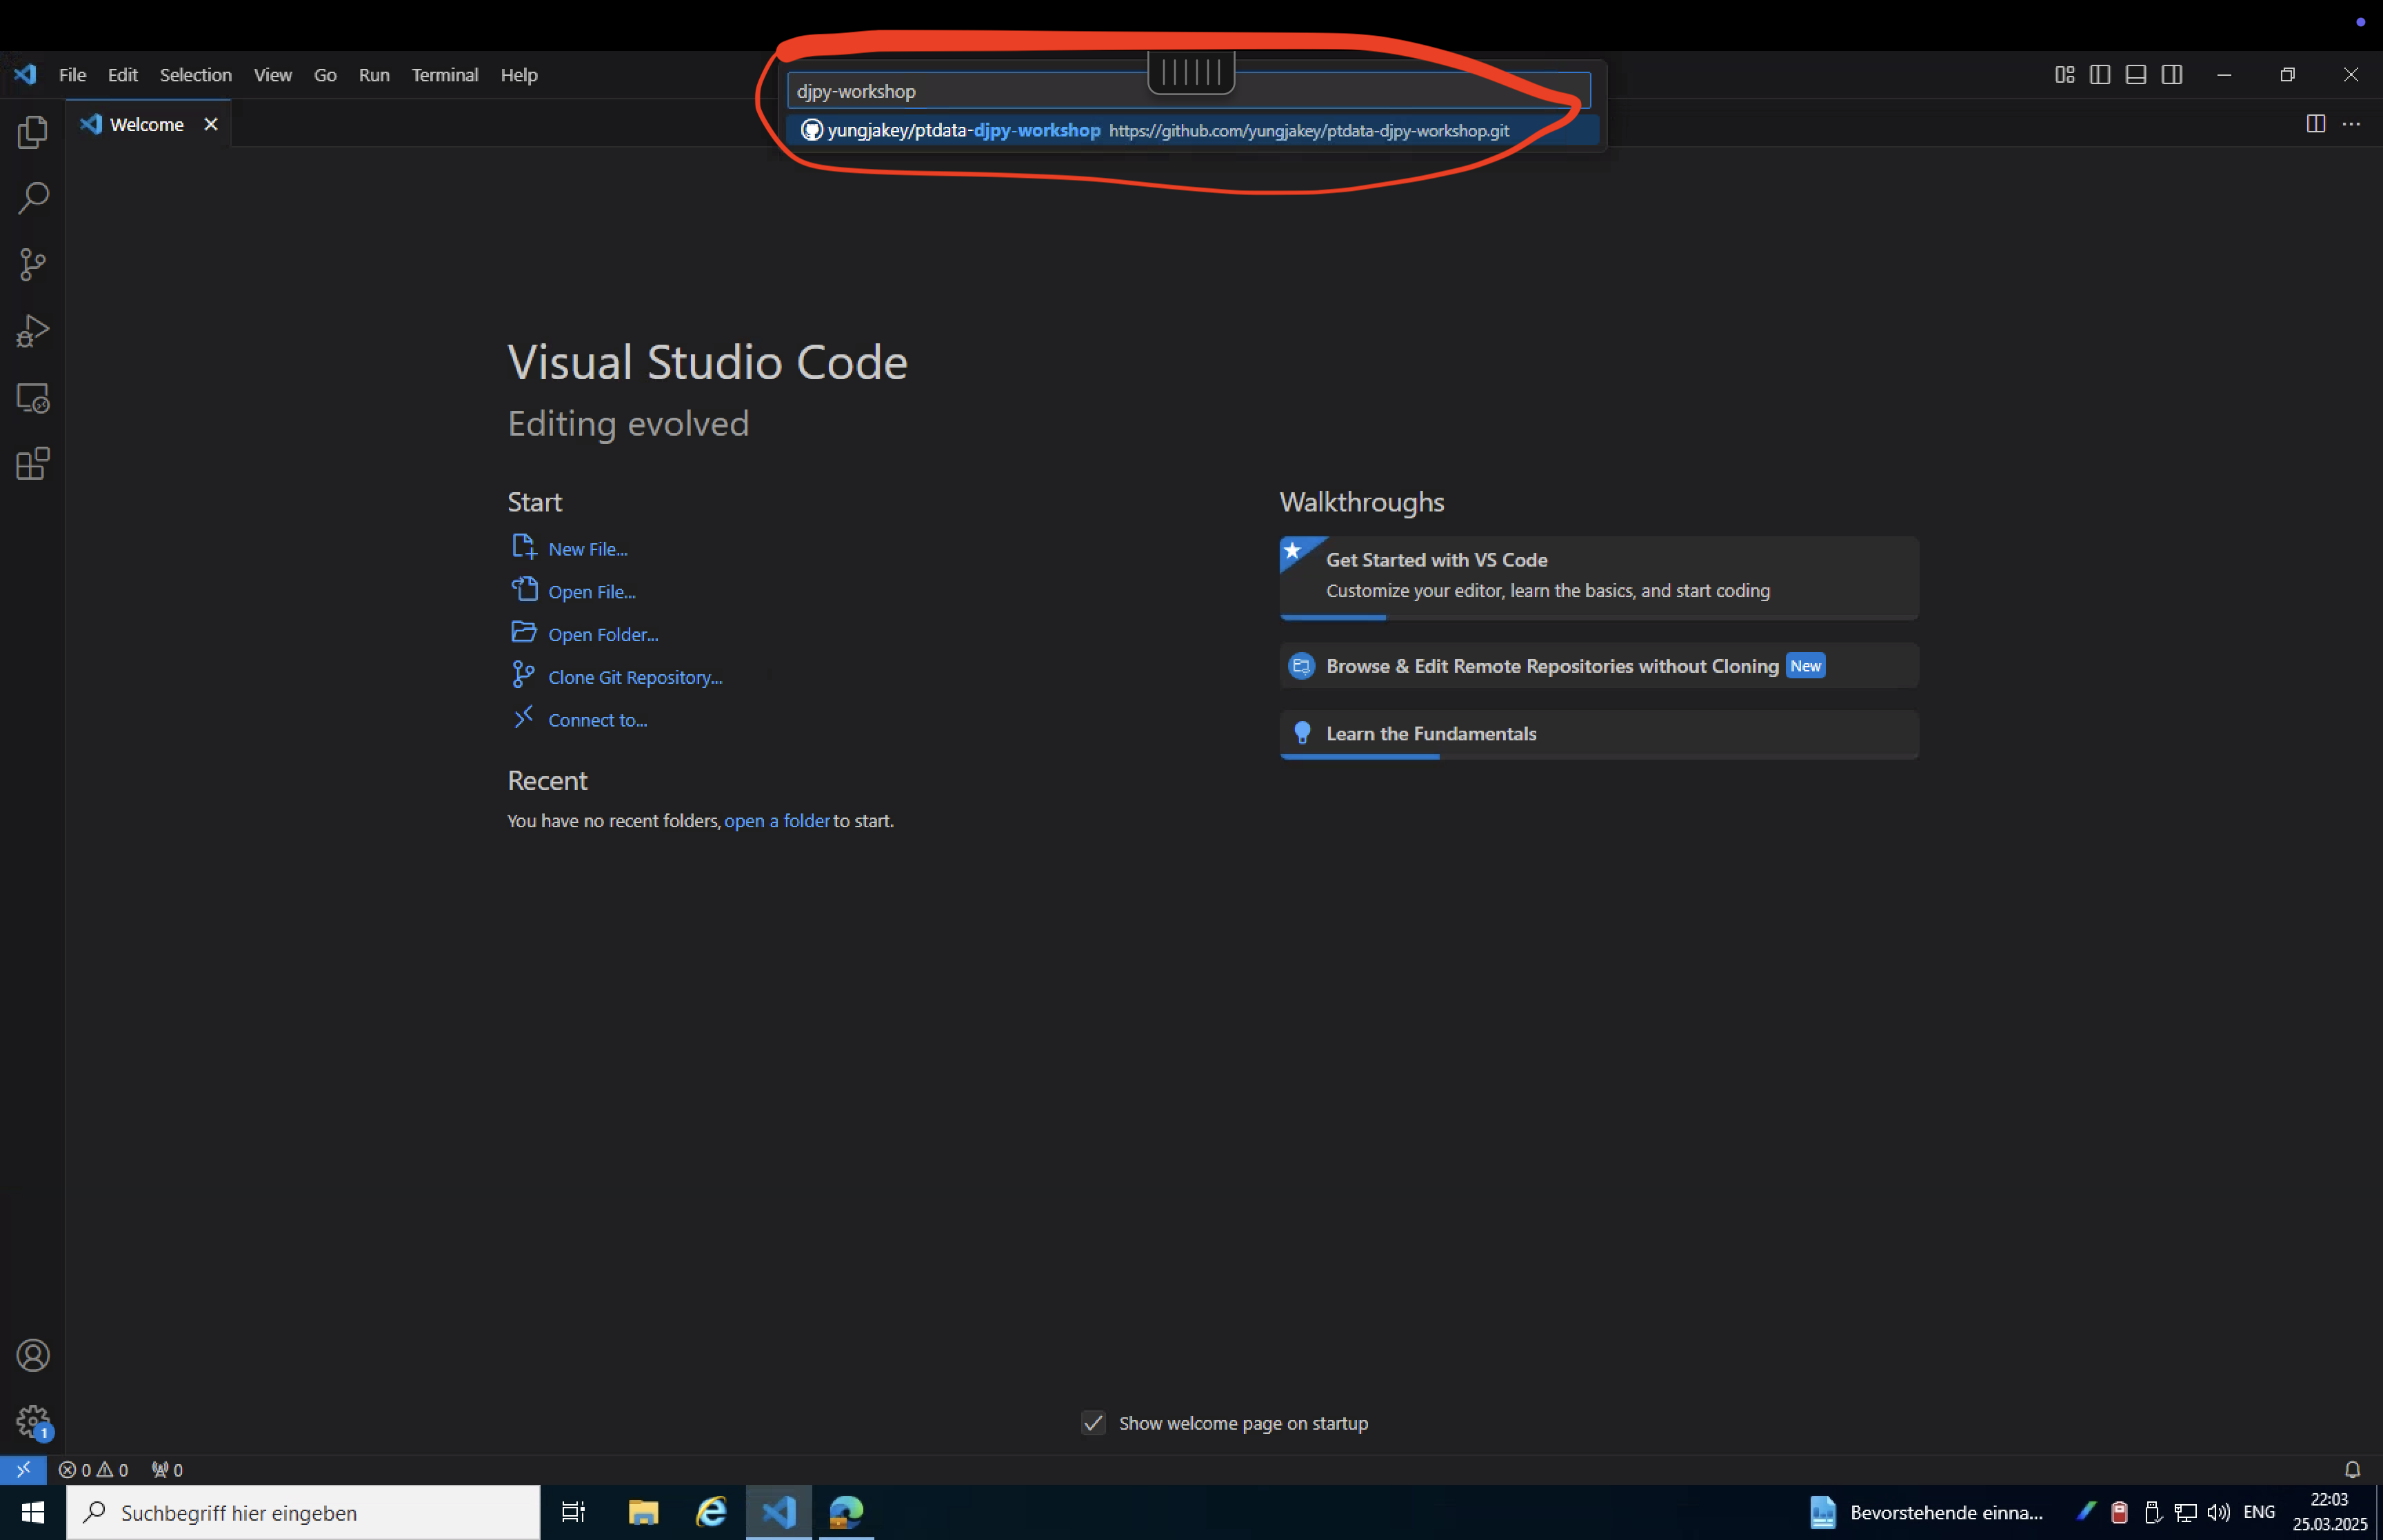 File Edit Selection View Go Run Terminal Help
djpy-workshop
yungjakey/ptdata-djpy-workshop https://github.com/yungjakey/ptdata-djpy-workshop.git
Welcome
Visual Studio Code
Editing evolved
Start
New File...
Open File...
Open Folder...
Clone Git Repository...
Connect to...
Recent
You have no recent folders, open a folder to start.
Walkthroughs
Get Started with VS Code
Customize your editor, learn the basics, and start coding
Browse & Edit Remote Repositories without Cloning New
Learn the Fundamentals
Show welcome page on startup
1
0 0 0
Suchbegriff hier eingeben
Bevorstehende einna...
ENG
22:03
25.03.2025